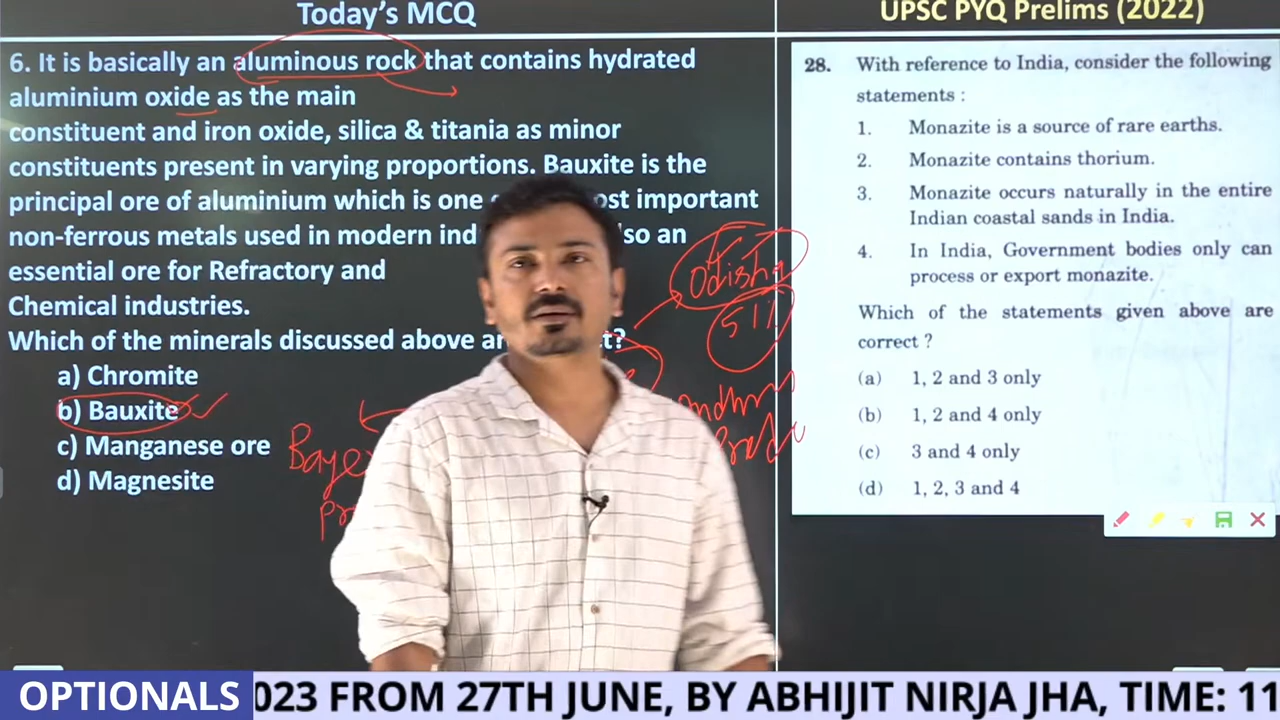 Today's MCQ
6. It is basically an aluminous rock that contains hydrated
aluminium oxide as the main
constituent and iron oxide, silica & titania as minor
constituents present in varying proportions. Bauxite is the
principal ore of aluminium which is one important
non-ferrous metals used in modern an
essential ore for Refractory and
Chemical industries.
Which of the minerals discussed above
a) Chromite
b) Bauxite
c) Manganese ore
d) Magnesite
Odisha
51%
UPSC PYQ Prelims (2022)
28. With reference to India, consider the following
statements :
1. Monazite is a source of rare earths.
2. Monazite contains thorium.
3. Monazite occurs naturally in the entire
Indian coastal sands in India.
4. In India, Government bodies only can
process or export monazite.
Which of the statements given above are
correct ?
(a) 1, 2 and 3 only
(b) 1, 2 and 4 only
(c) 3 and 4 only
(d) 1, 2, 3 and 4
OPTIONALS
023 FROM 27TH JUNE, BY ABHIJIT NIRJA JHA, TIME: 11